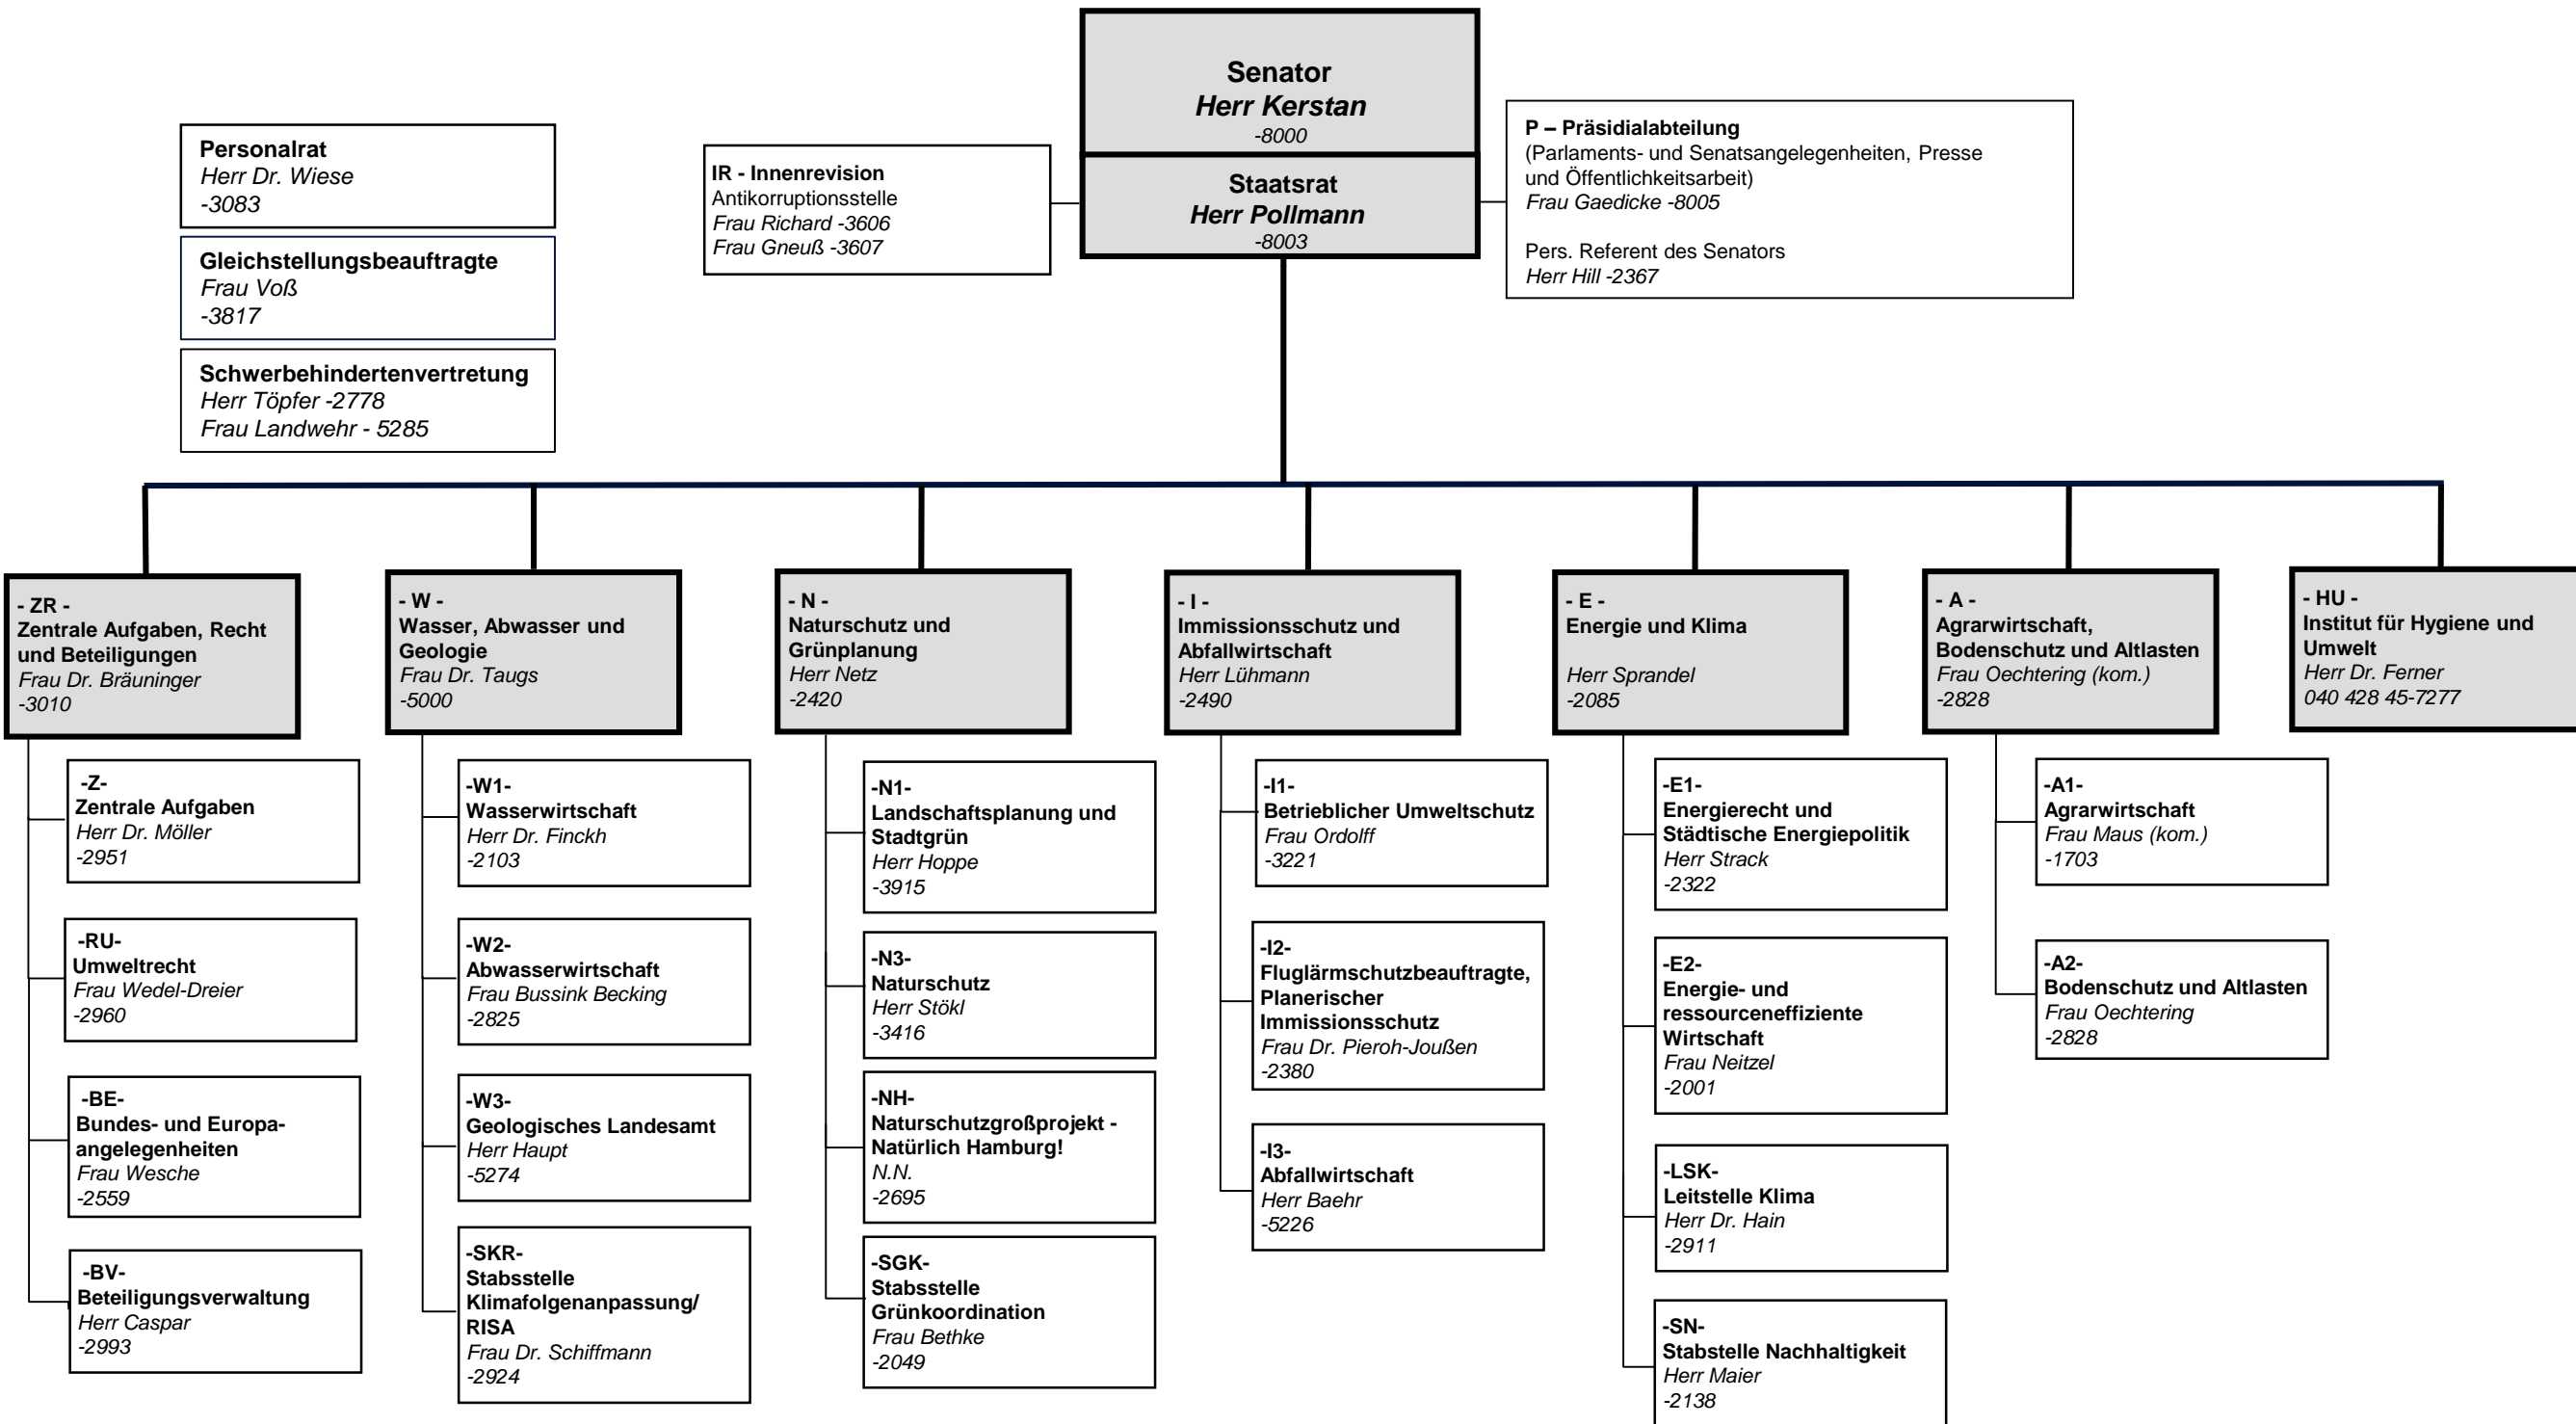 Senator
Herr Kerstan
-8000
Staatsrat
Herr Pollmann
-8003
Personalrat
Herr Dr. Wiese
-3083
Gleichstellungsbeauftragte
Frau Voß
-3817
Schwerbehindertenvertretung
Herr Töpfer -2778
Frau Landwehr - 5285
IR - Innenrevision
Antikorruptionsstelle
Frau Richard -3606
Frau Gneuß -3607
P – Präsidialabteilung
(Parlaments- und Senatsangelegenheiten, Presse
und Öffentlichkeitsarbeit)
Frau Gaedicke -8005
Pers. Referent des Senators
Herr Hill -2367
- ZR -
Zentrale Aufgaben, Recht
und Beteiligungen
Frau Dr. Bräuninger
-3010
-Z-
Zentrale Aufgaben
Herr Dr. Möller
-2951
-RU-
Umweltrecht
Frau Wedel-Dreier
-2960
-BE-
Bundes- und Europa-
angelegenheiten
Frau Wesche
-2559
-BV-
Beteiligungsverwaltung
Herr Caspar
-2993
- W -
Wasser, Abwasser und
Geologie
Frau Dr. Taugs
-5000
-W1-
Wasserwirtschaft
Herr Dr. Finckh
-2103
-W2-
Abwasserwirtschaft
Frau Bussink Becking
-2825
-W3-
Geologisches Landesamt
Herr Haupt
-5274
-SKR-
Stabsstelle
Klimafolgenanpassung/
RISA
Frau Dr. Schiffmann
-2924
- N -
Naturschutz und
Grünplanung
Herr Netz
-2420
-N1-
Landschaftsplanung und
Stadtgrün
Herr Hoppe
-3915
-N3-
Naturschutz
Herr Stökl
-3416
-NH-
Naturschutzgroßprojekt -
Natürlich Hamburg!
N.N.
-2695
-SGK-
Stabsstelle
Grünkoordination
Frau Bethke
-2049
- I -
Immissionsschutz und
Abfallwirtschaft
Herr Lühmann
-2490
-I1-
Betrieblicher Umweltschutz
Frau Ordolff
-3221
-I2-
Fluglärmschutzbeauftragte,
Planerischer
Immissionsschutz
Frau Dr. Pieroh-Joußen
-2380
-I3-
Abfallwirtschaft
Herr Baehr
-5226
- E -
Energie und Klima
Herr Sprandel
-2085
-E1-
Energierecht und
Städtische Energiepolitik
Herr Strack
-2322
-E2-
Energie- und
ressourceneffiziente
Wirtschaft
Frau Neitzel
-2001
-LSK-
Leitstelle Klima
Herr Dr. Hain
-2911
-SN-
Stabstelle Nachhaltigkeit
Herr Maier
-2138
- A -
Agrarwirtschaft,
Bodenschutz und Altlasten
Frau Oechtering (kom.)
-2828
-A1-
Agrarwirtschaft
Frau Maus (kom.)
-1703
-A2-
Bodenschutz und Altlasten
Frau Oechtering
-2828
- HU -
Institut für Hygiene und
Umwelt
Herr Dr. Ferner
040 428 45-7277